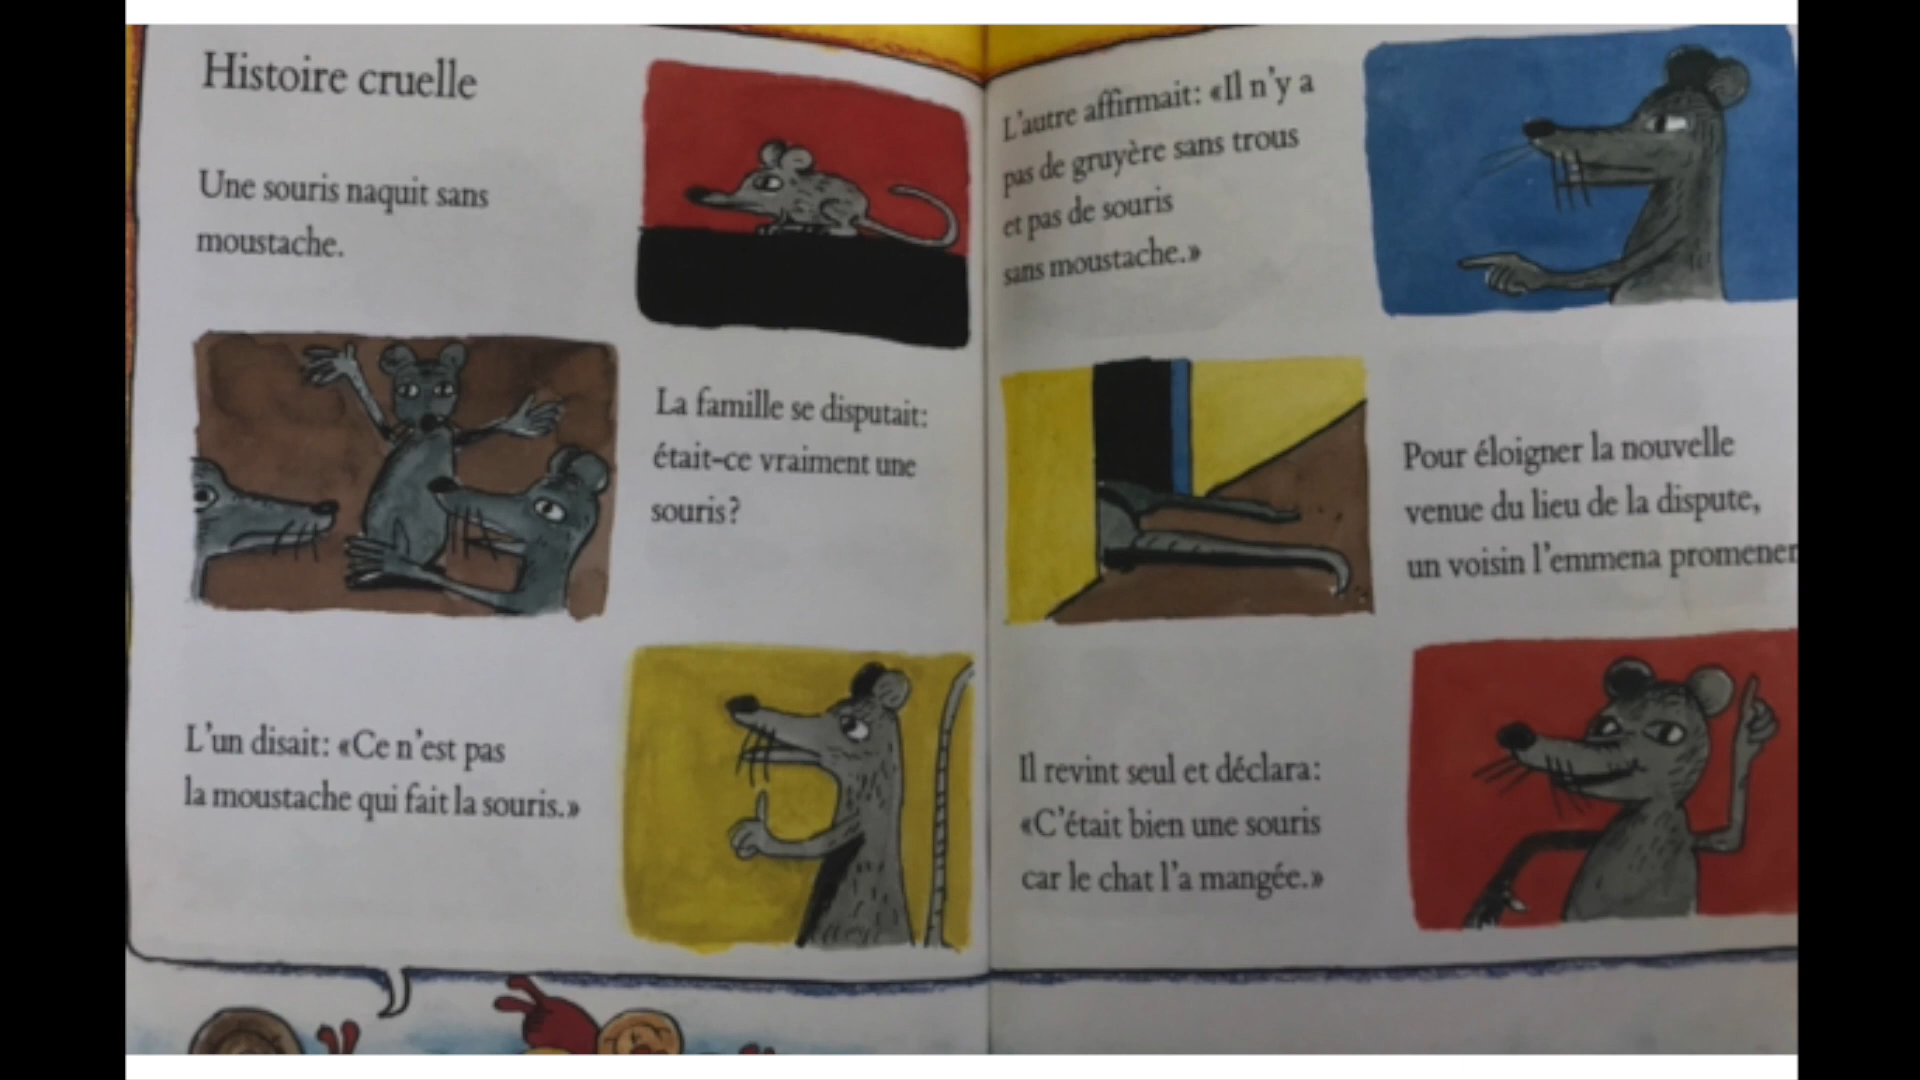 Histoire cruelle
Une souris naquit sans
moustache.
La famille se disputait:
était-ce vraiment une
souris?
L'un disait: «Ce n'est pas
la moustache qui fait la souris.»
L'autre affirmait: «Il n'y a
pas de gruyère sans trous
et pas de souris
sans moustache.»
Pour éloigner la nouvelle
venue du lieu de la dispute,
un voisin l'emmena promener
Il revint seul et déclara:
«C'était bien une souris
car le chat l'a mangée.»